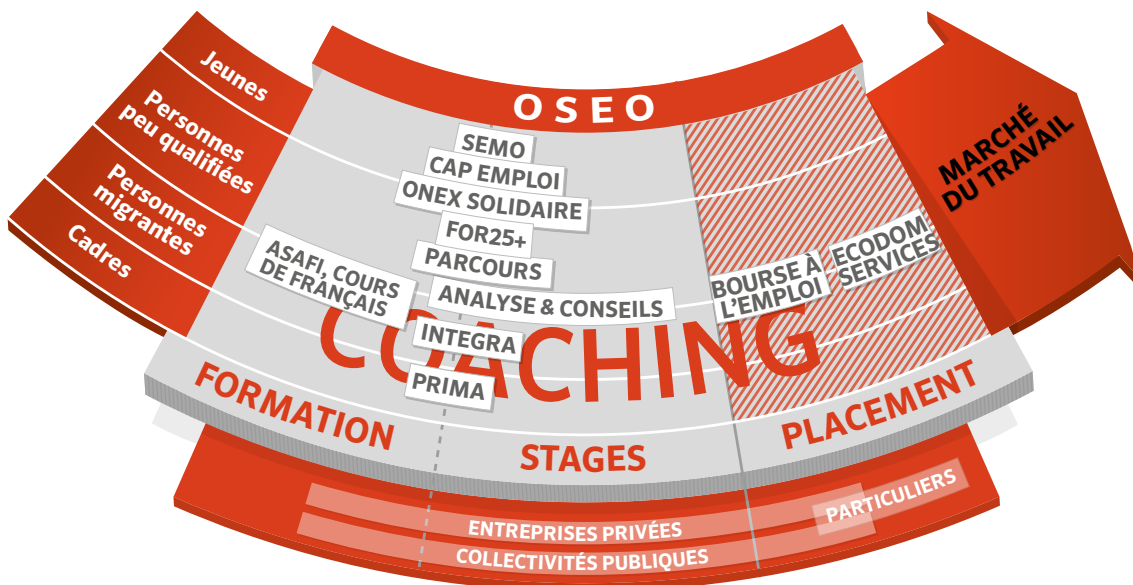 OSEO
Jeunes
Personnes
peu qualifiées
Personnes
migrantes
Cadres
SEMO
CAP EMPLOI
ONEX SOLIDAIRE
FOR25+
PARCOURS
ASAFI, COURS
DE FRANÇAIS
ANALYSE & CONSEILS
INTEGRA
PRIMA
BOURSE À
L'EMPLOI
ECODOM
SERVICES
MARCHÉ
DU TRAVAIL
COACHING
FORMATION
STAGES
PLACEMENT
ENTREPRISES PRIVÉES
PARTICULIERS
COLLECTIVITÉS PUBLIQUES